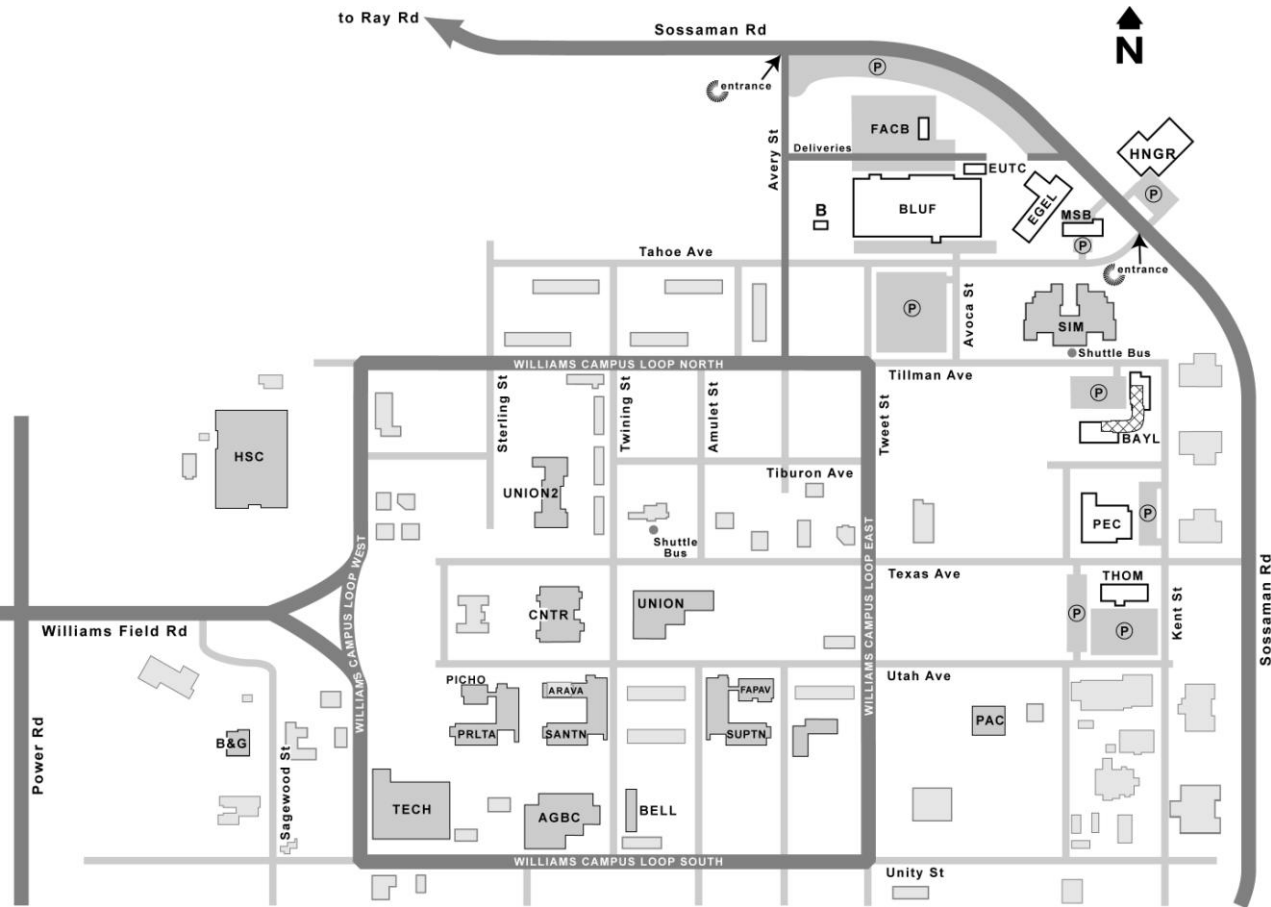 to Ray Rd
Sossaman Rd
N
entrance
P
Avery St
FACB
Deliveries
HNGR
EUTC
P
B
BLUF
EGEL
MSB
P
Tahoe Ave
entrance
P
Avoca St
SIM
Shuttle Bus
WILLIAMS CAMPUS LOOP NORTH
Tillman Ave
Sterling St
Twining St
Amulet St
Tweet St
P
BAYL
HSC
UNION2
Tiburon Ave
PEC
P
Shuttle
Bus
WILLIAMS CAMPUS LOOP WEST
WILLIAMS CAMPUS LOOP EAST
Texas Ave
THOM
CNTR
UNION
P
P
Kent St
Sossaman Rd
Williams Field Rd
Utah Ave
PICHO
ARAVA
FAPAV
PRLTA
SANTN
SUPTN
PAC
B&G
Power Rd
Sagewood St
TECH
AGBC
BELL
WILLIAMS CAMPUS LOOP SOUTH
Unity St